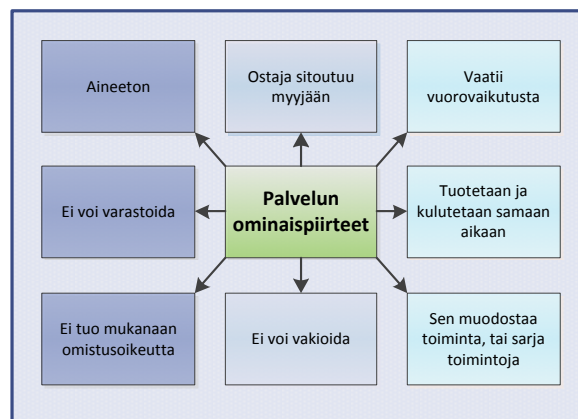 Aineeton
Ostaja sitoutuu
myyjään
Vaatii
vuorovaikutusta
Ei voi varastoida
Palvelun
ominaispiirteet
Tuotetaan ja
kulutetaan samaan
aikaan
Ei tuo mukanaan
omistusoikeutta
Ei voi vakioida
Sen muodostaa
toiminta, tai sarja
toimintoja